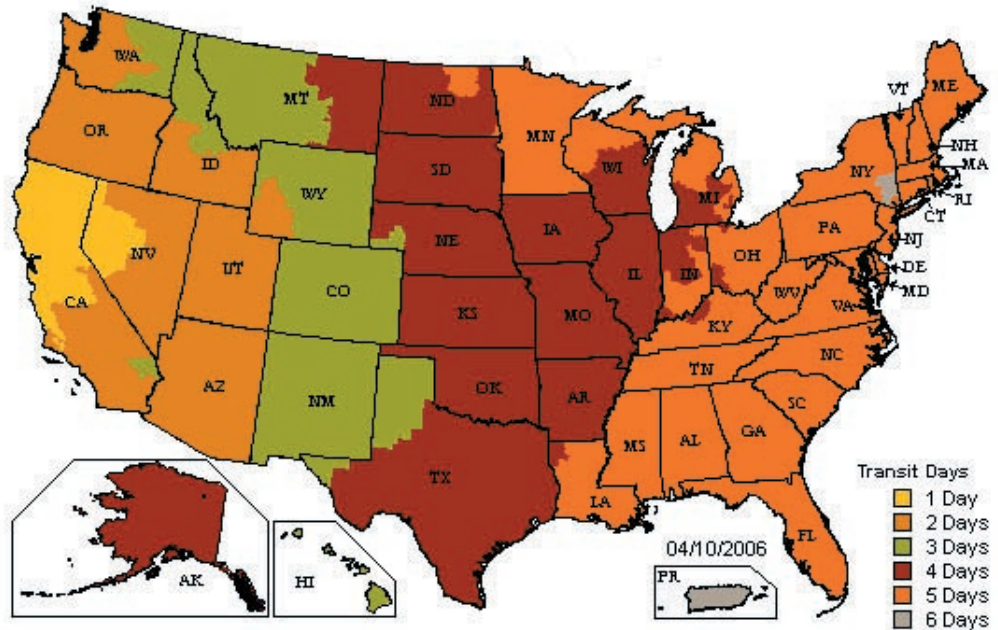 WA
OR
ID
MT
ND
SD
WY
NE
NV
UT
CO
CA
AZ
NM
KS
OK
TX
MN
IA
MO
AR
WI
IL
MI
IN
OH
KY
TN
MS
AL
GA
LA
FL
SC
NC
VA
WV
PA
NY
VT
ME
NH
MA
RI
CT
NJ
DE
MD
AK
HI
PR
04/10/2006
Transit Days
1 Day
2 Days
3 Days
4 Days
5 Days
6 Days